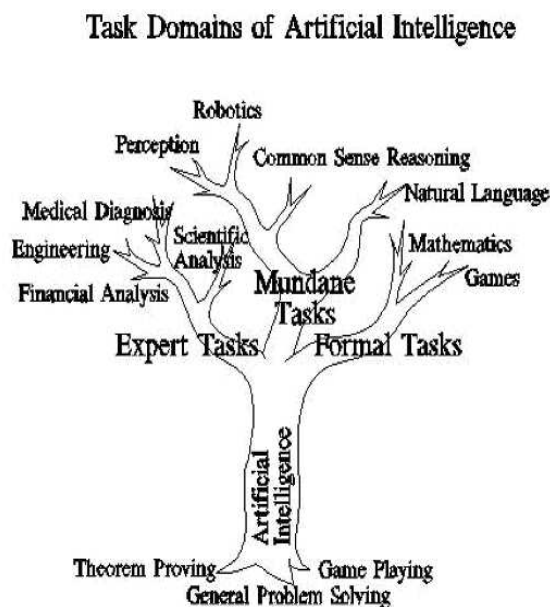 Task Domains of Artificial Intelligence
Robotics
Perception
Common Sense Reasoning
Natural Language
Medical Diagnosis
Scientific
Analysis
Engineering
Mathematics
Financial Analysis
Games
Mundane
Tasks
Expert Tasks
Formal Tasks
Artificial
Intelligence
Theorem Proving
Game Playing
General Problem Solving